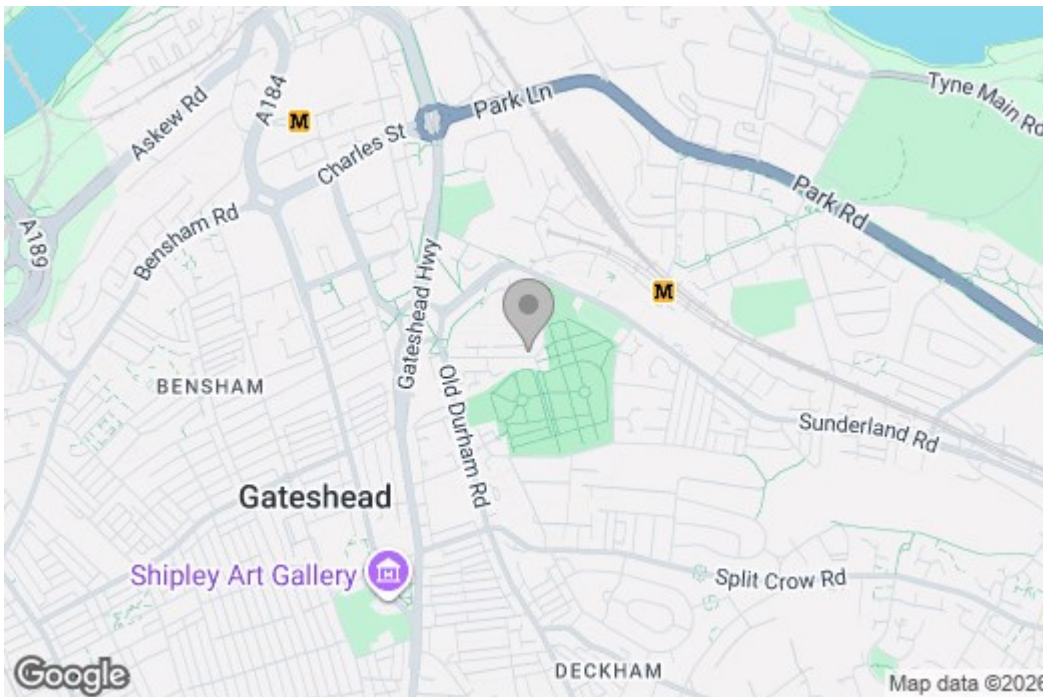 Askew Rd
A184
M
Charles St
Park Ln
Tyne Main Rd
Park Rd
A189
Bensham Rd
Gateshead Hwy
M
BENSHAM
Old Durham Rd
Sunderland Rd
Gateshead
Shipley Art Gallery
Split Crow Rd
DECKHAM
Google
Map data ©2026